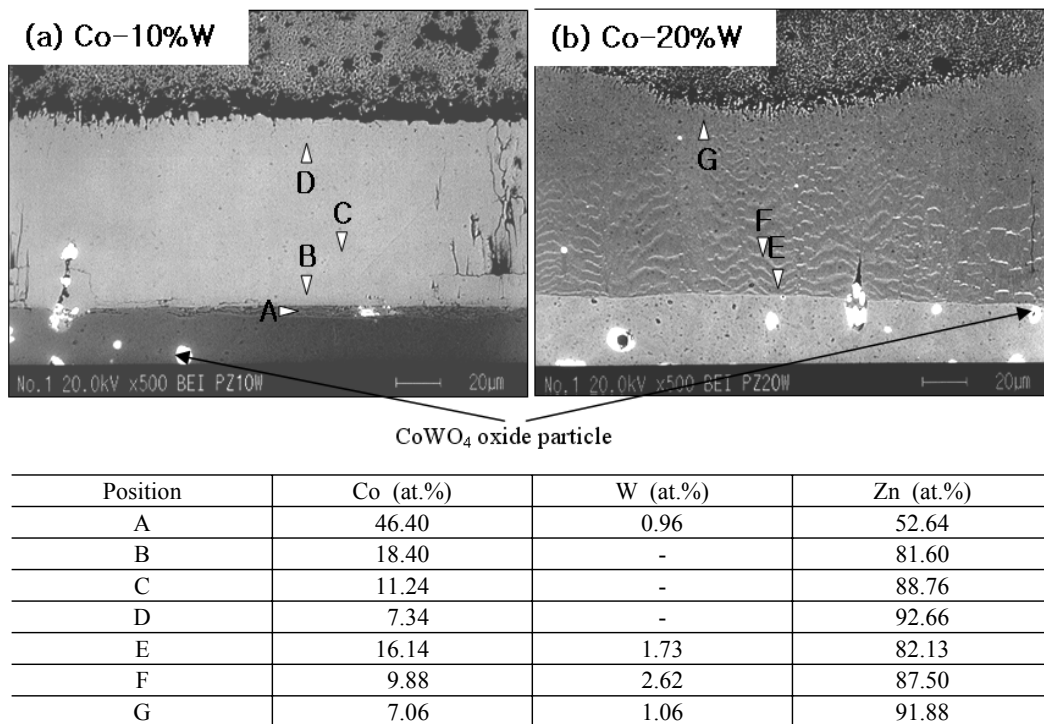 (a) Co-10%W
(b) Co-20%W
D
C
B
A
G
F
E
No.1 20.0kV x500 BEI PZ10W 20µm
No.1 20.0kV x500 BEI PZ20W 20µm
CoWO₄ oxide particle
Position Co (at.%) W (at.%) Zn (at.%)
A 46.40 0.96 52.64
B 18.40 - 81.60
C 11.24 - 88.76
D 7.34 - 92.66
E 16.14 1.73 82.13
F 9.88 2.62 87.50
G 7.06 1.06 91.88